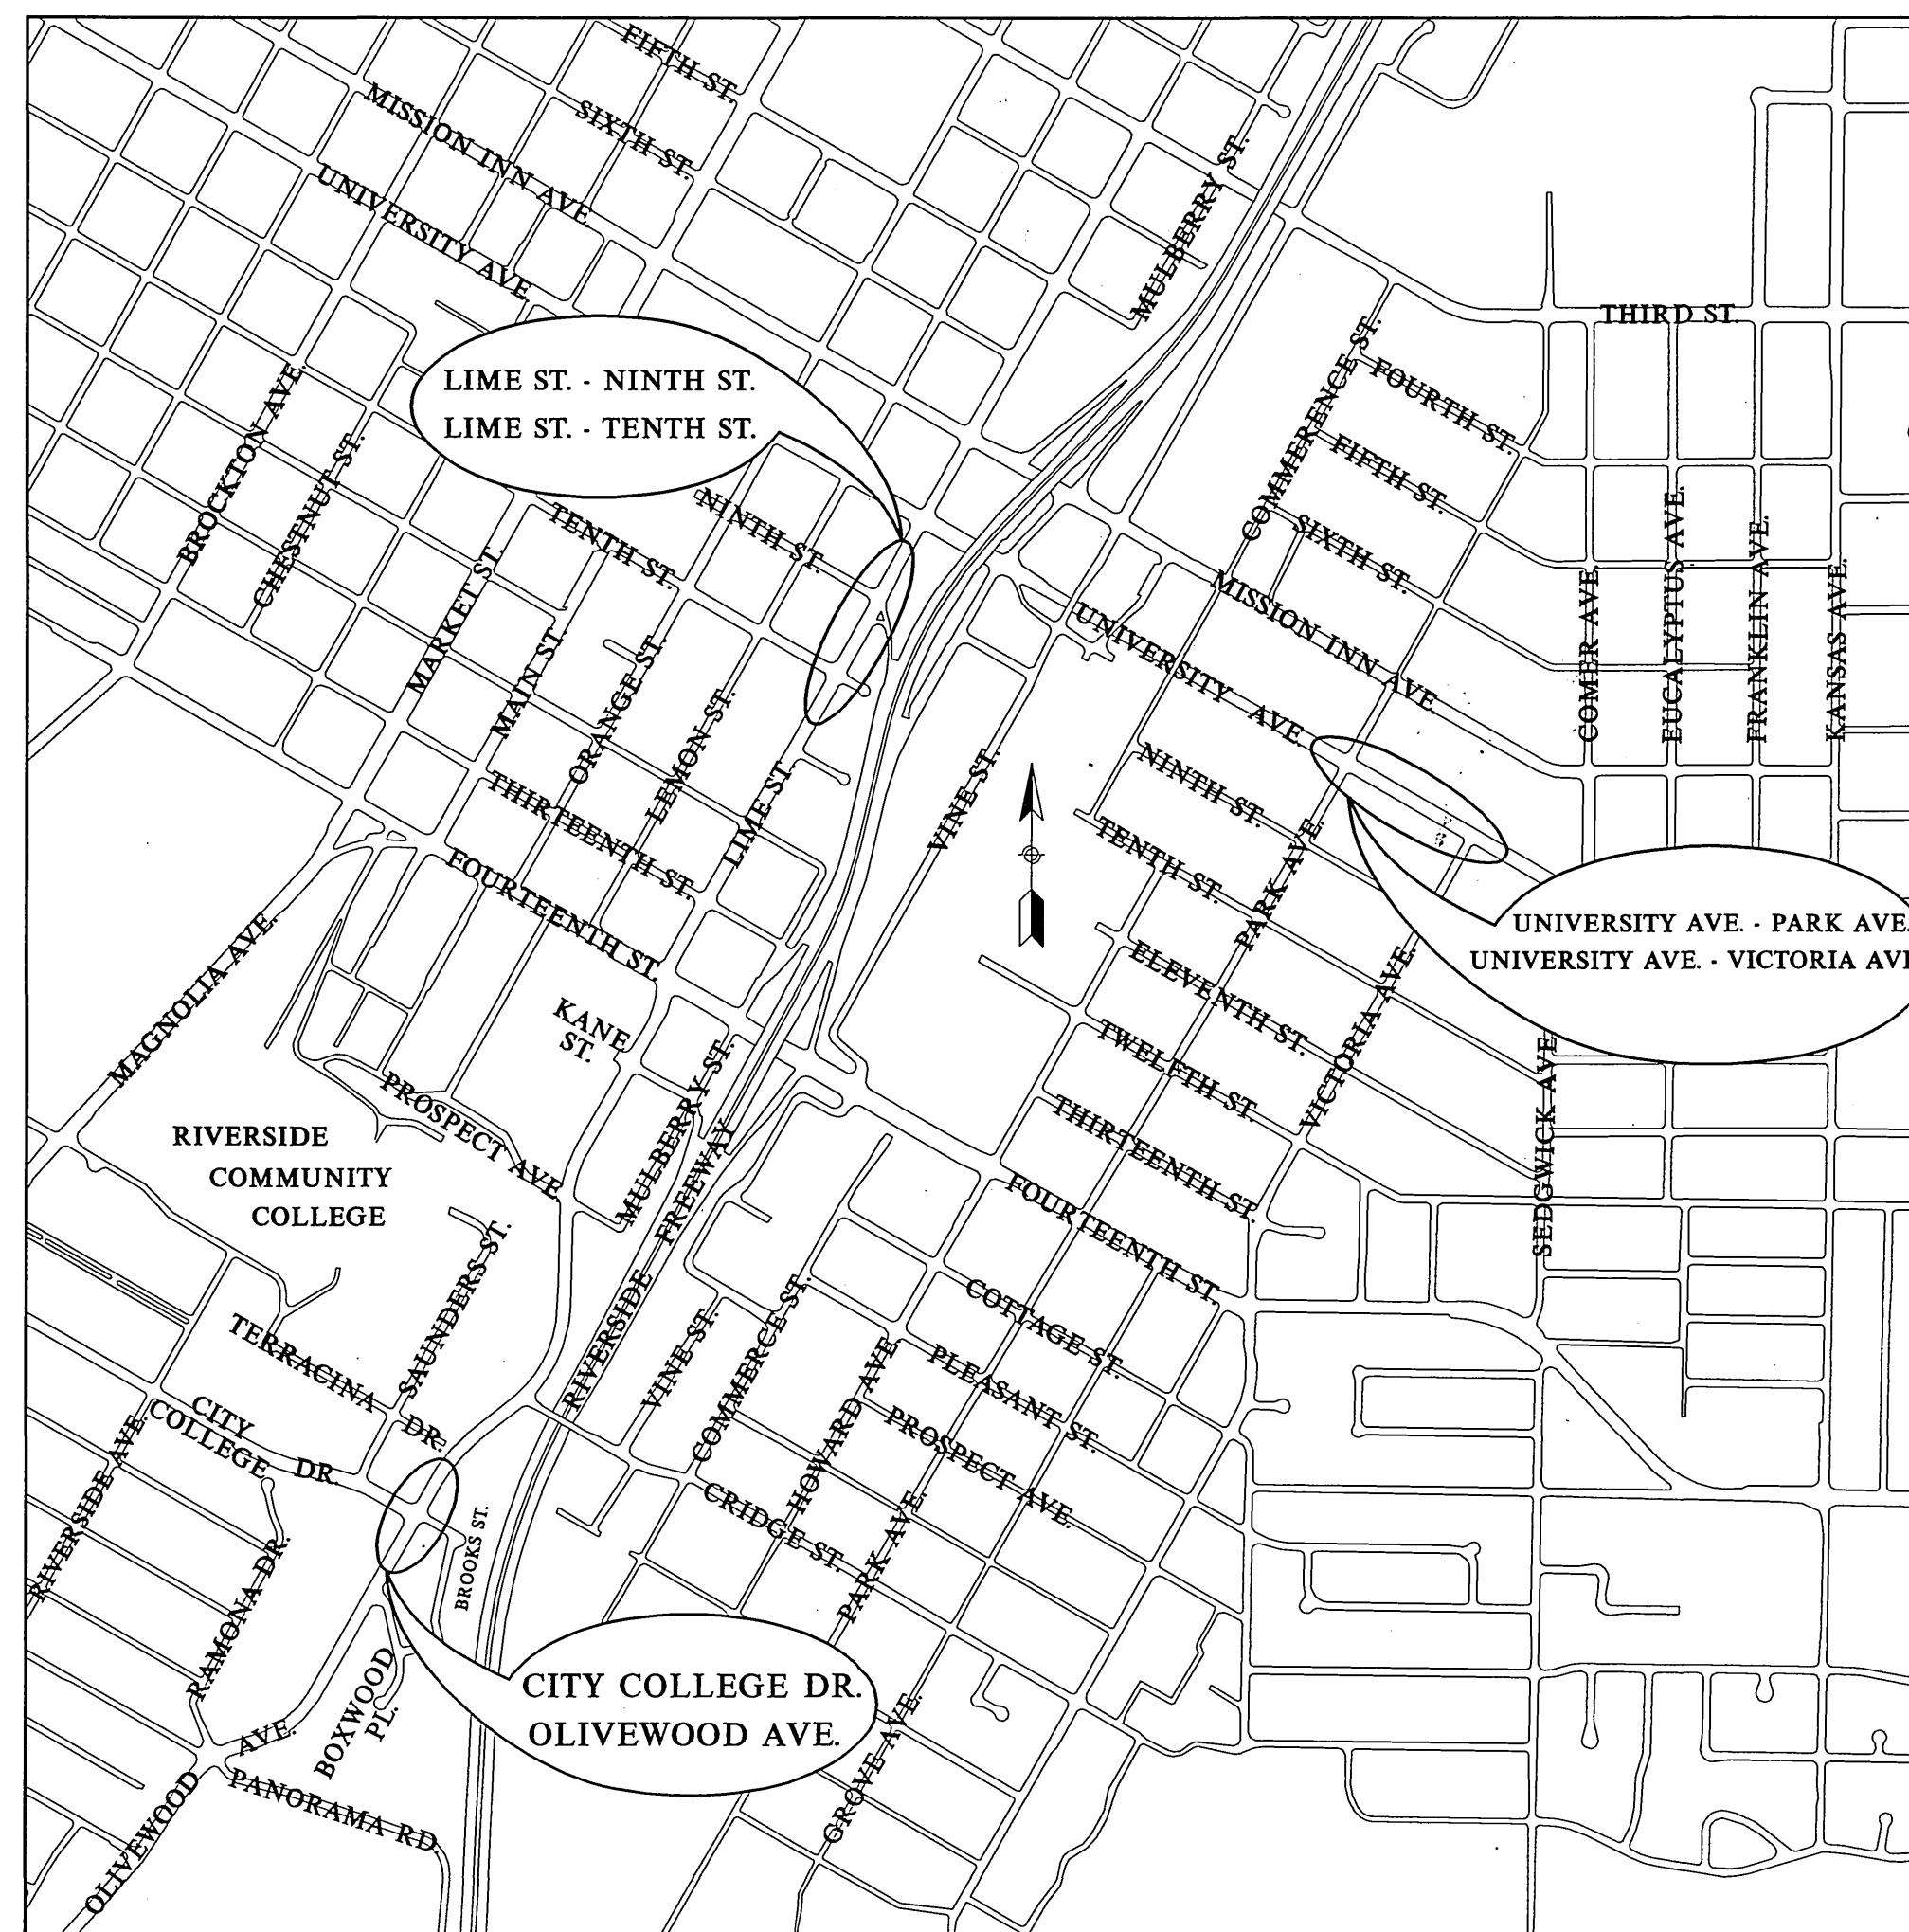 FIFTH ST.
MISSION INN AVE.
SIXTH ST.
UNIVERSITY AVE.
MULBERRY ST.
THIRD ST.
COMMERENCE ST.
FOURTH ST.
FIFTH ST.
SIXTH ST.
LIME ST. - NINTH ST.
LIME ST. - TENTH ST.
BROCKTON AVE.
CHESTNUT ST.
TENTH ST.
NINTH ST.
MARKET ST.
MAIN ST.
ORANGE ST.
LEMON ST.
LIME ST.
UNIVERSITY AVE.
MISSION INN AVE.
COMER AVE.
EUCALYPTUS AVE.
FRANKLIN AVE.
KANSAS AVE.
VINE ST.
NINTH ST.
TENTH ST.
PARK AVE.
THIRTEENTH ST.
FOURTEENTH ST.
UNIVERSITY AVE. - PARK AVE.
UNIVERSITY AVE. - VICTORIA AVE
MAGNOLIA AVE.
KANE
ST.
ELEVENTH ST.
TWELFTH ST.
VICTORIA AVE.
SEDGWICK AVE.
THIRTEENTH ST.
FOURTEENTH ST.
PROSPECT AVE.
MULBERRY ST.
RIVERSIDE FREEWAY
RIVERSIDE
COMMUNITY
COLLEGE
SAUNDERS ST.
TERRACINA DR.
CITY
COLLEGE DR.
VINE ST.
COMMERCE ST.
HOWARD AVE.
COTTAGE ST.
PLEASANT ST.
PROSPECT AVE.
CRIDGE ST.
PARK AVE.
RIVERSIDE AVE.
RAMONA DR.
BROOKS ST.
BOXWOOD
PL.
CITY COLLEGE DR.
OLIVEWOOD AVE.
GROVE AVE.
OLIVEWOOD AVE.
PANORAMA RD.